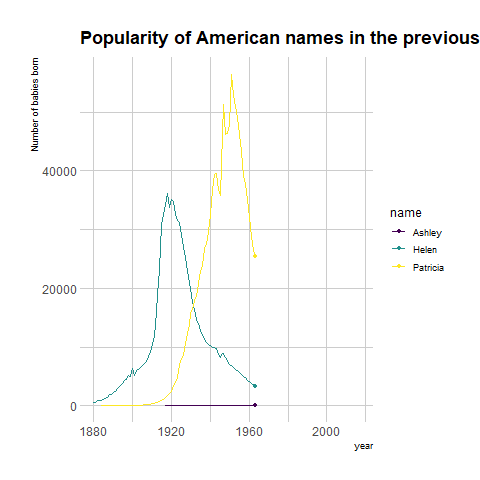 Popularity of American names in the previous
Number of babies born
40000
20000
0
1880
1920
1960
2000
year
name
Ashley
Helen
Patricia